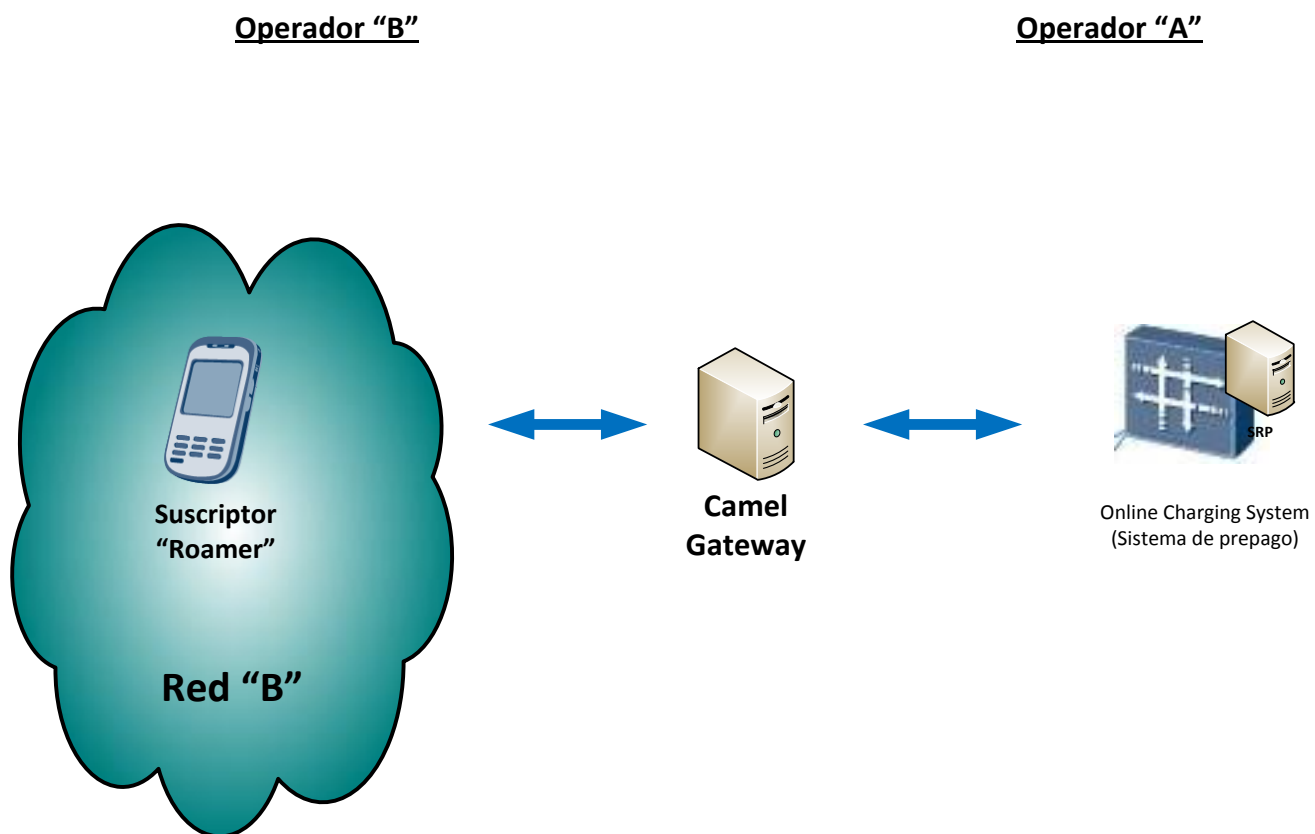 Operador “B”
Operador “A”
Suscriptor
“Roamer”
Red “B”
Camel
Gateway
SRP
Online Charging System
(Sistema de prepago)